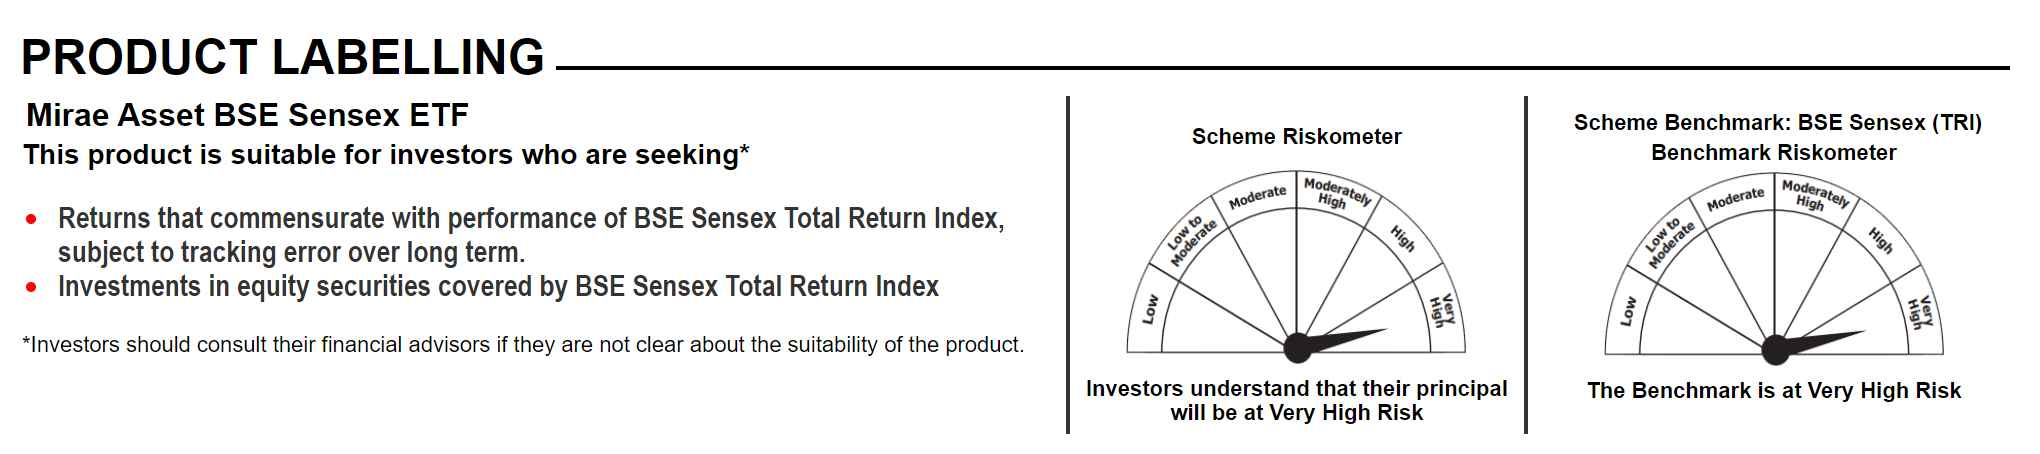 PRODUCT LABELLING
Mirae Asset BSE Sensex ETF
This product is suitable for investors who are seeking*
• Returns that commensurate with performance of BSE Sensex Total Return Index,
subject to tracking error over long term.
• Investments in equity securities covered by BSE Sensex Total Return Index
*Investors should consult their financial advisors if they are not clear about the suitability of the product.
Scheme Riskometer
Low
Low to
Moderate
Moderate
Moderately
High
High
Very
High
Investors understand that their principal
will be at Very High Risk
Scheme Benchmark: BSE Sensex (TRI)
Benchmark Riskometer
Low
Low to
Moderate
Moderate
Moderately
High
High
Very
High
The Benchmark is at Very High Risk